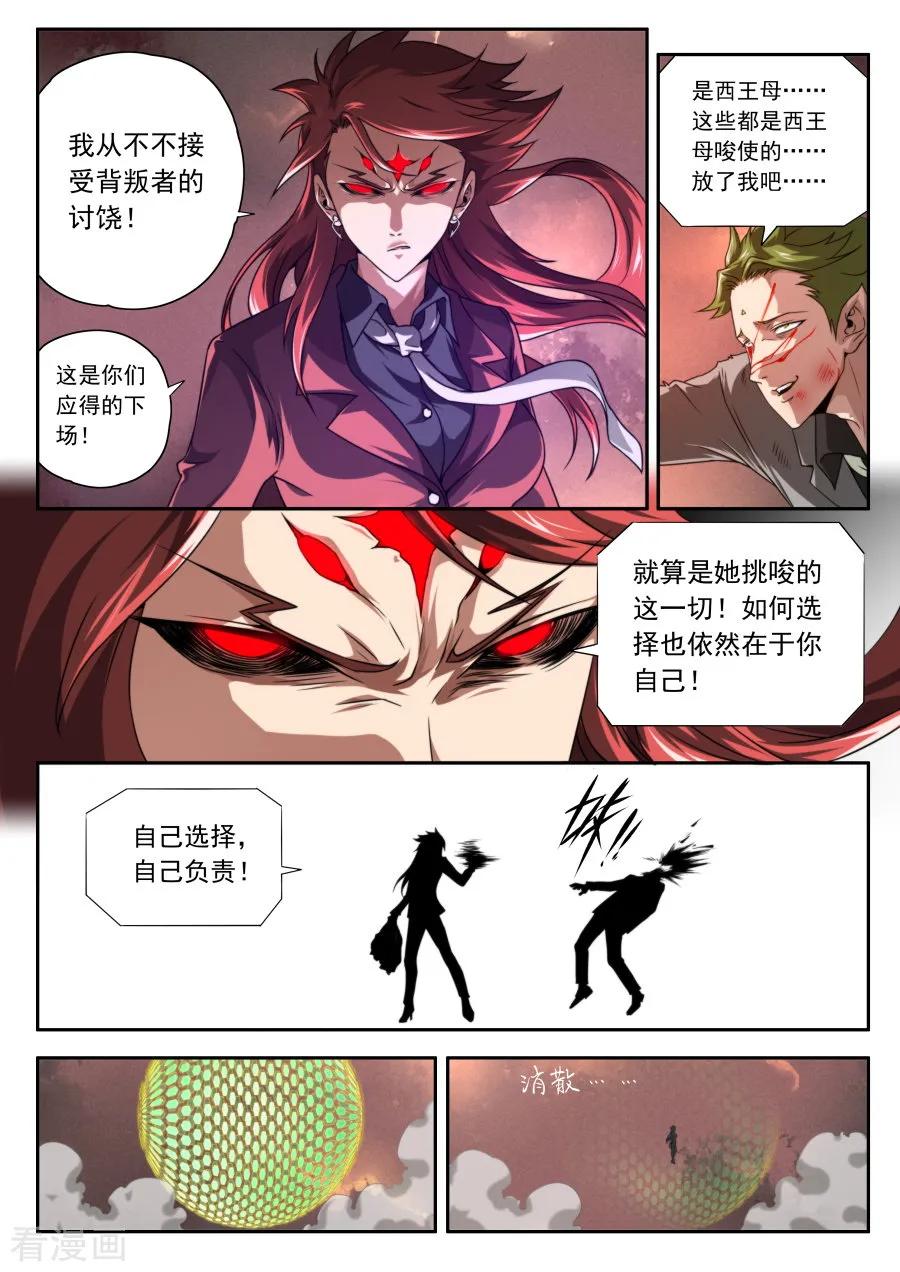 我从不不接
受背叛者的
讨饶！
这是你们
应得的下
场！
是西王母……
这些都是西王
母唆使的……
放了我吧……
就算是她挑唆的
这一切！如何选
择也依然在于你
自己！
自己选择，
自己负责！
消散……
看漫画